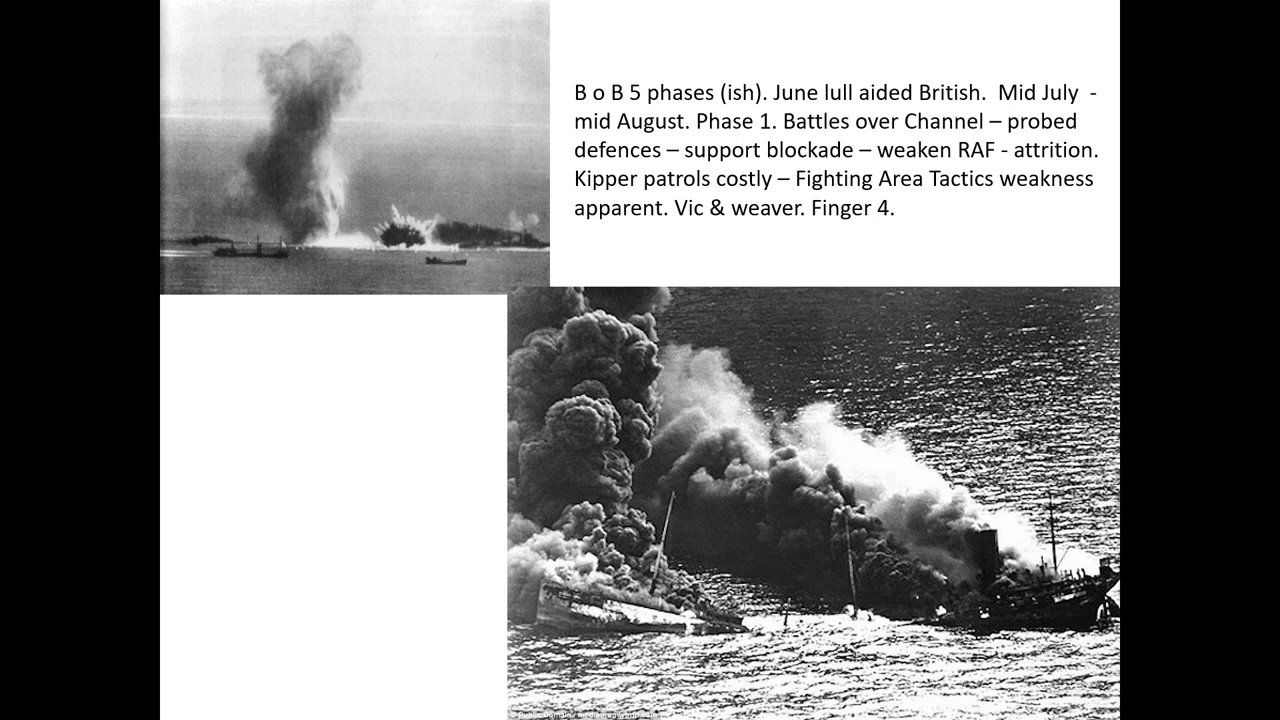 B o B 5 phases (ish). June lull aided British.  Mid July  -
mid August. Phase 1. Battles over Channel – probed
defences – support blockade – weaken RAF - attrition.
Kipper patrols costly – Fighting Area Tactics weakness
apparent. Vic & weaver. Finger 4.